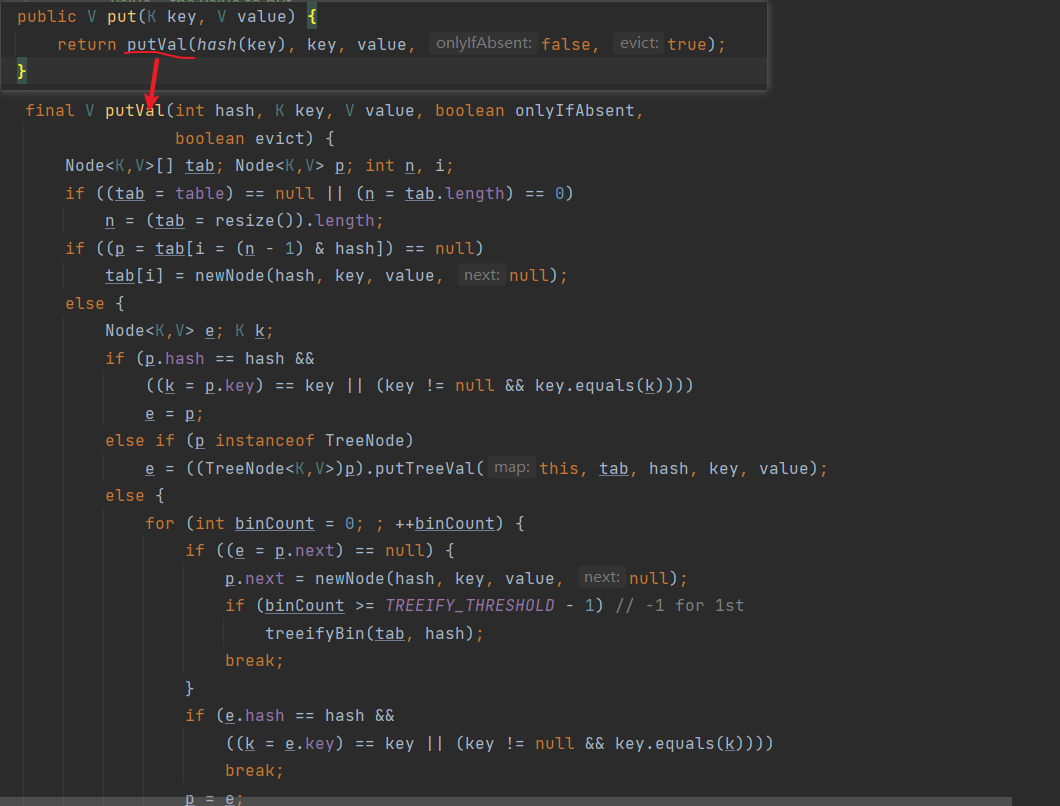 public V put(K key, V value) {
    return putVal(hash(key), key, value, onlyIfAbsent: false, evict: true);
}
final V putVal(int hash, K key, V value, boolean onlyIfAbsent,
               boolean evict) {
    Node<K,V>[] tab; Node<K,V> p; int n, i;
    if ((tab = table) == null || (n = tab.length) == 0)
        n = (tab = resize()).length;
    if ((p = tab[i = (n - 1) & hash]) == null)
        tab[i] = newNode(hash, key, value, next: null);
    else {
        Node<K,V> e; K k;
        if (p.hash == hash &&
            ((k = p.key) == key || (key != null && key.equals(k))))
            e = p;
        else if (p instanceof TreeNode)
            e = ((TreeNode<K,V>)p).putTreeVal( map: this, tab, hash, key, value);
        else {
            for (int binCount = 0; ; ++binCount) {
                if ((e = p.next) == null) {
                    p.next = newNode(hash, key, value, next: null);
                    if (binCount >= TREEIFY_THRESHOLD - 1) // -1 for 1st
                        treeifyBin(tab, hash);
                    break;
                }
                if (e.hash == hash &&
                    ((k = e.key) == key || (key != null && key.equals(k))))
                    break;
                p = e;